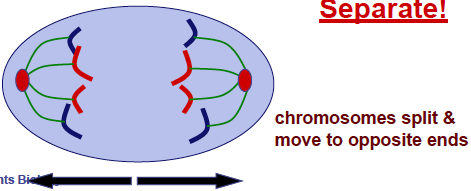 Separate!
chromosomes split &
move to opposite ends